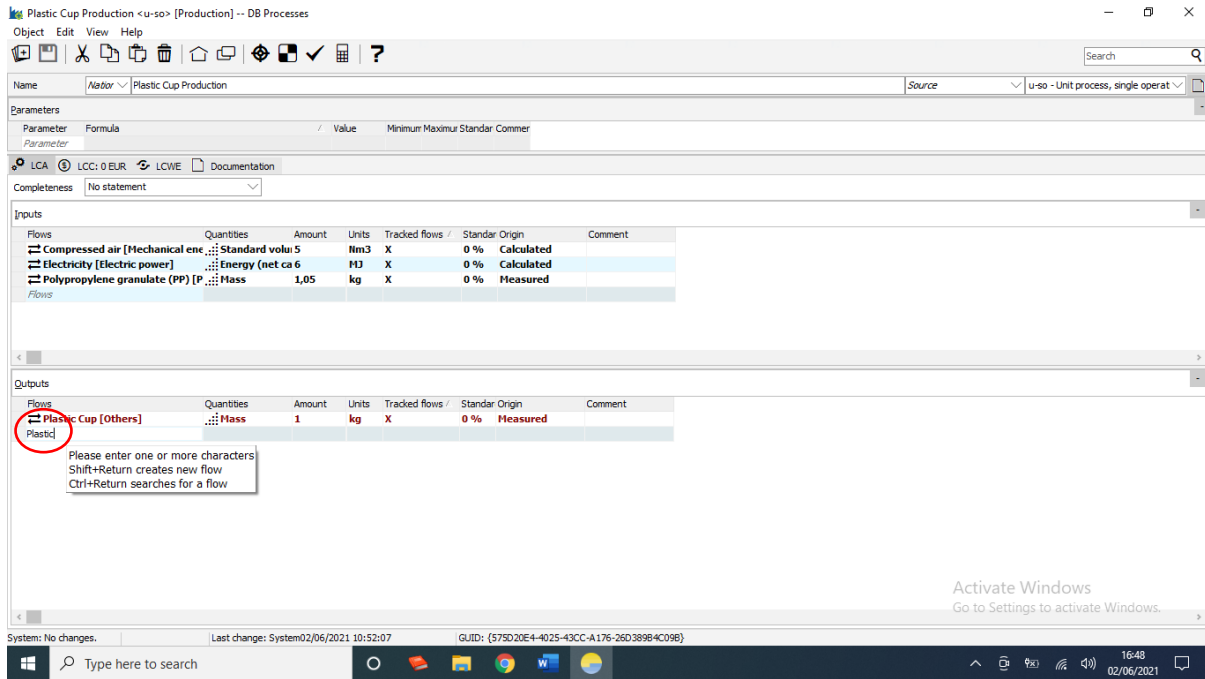 Plastic Cup Production <u-so> [Production] -- DB Processes
Object Edit View Help
Search
Name Natior Plastic Cup Production Source u-so - Unit process, single operat
Parameters
Parameter Formula Value Minimum Maximur Standar Commer
Parameter
LCA LCC: 0 EUR LCWE Documentation
Completeness No statement
Inputs
Flows Quantities Amount Units Tracked flows Standar Origin Comment
Compressed air [Mechanical ene Standard volu 5 Nm3 X 0 % Calculated
Electricity [Electric power] Energy (net ca 6 MJ X 0 % Calculated
Polypropylene granulate (PP) [P Mass 1,05 kg X 0 % Measured
Flows
Outputs
Flows Quantities Amount Units Tracked flows Standar Origin Comment
Plastic Cup [Others] Mass 1 kg X 0 % Measured
Plastic
Please enter one or more characters
Shift+Return creates new flow
Ctrl+Return searches for a flow
Activate Windows
Go to Settings to activate Windows.
System: No changes. Last change: System02/06/2021 10:52:07 GUID: {575D20E4-4025-43CC-A176-26D389B4C09B}
Type here to search
16:48
02/06/2021